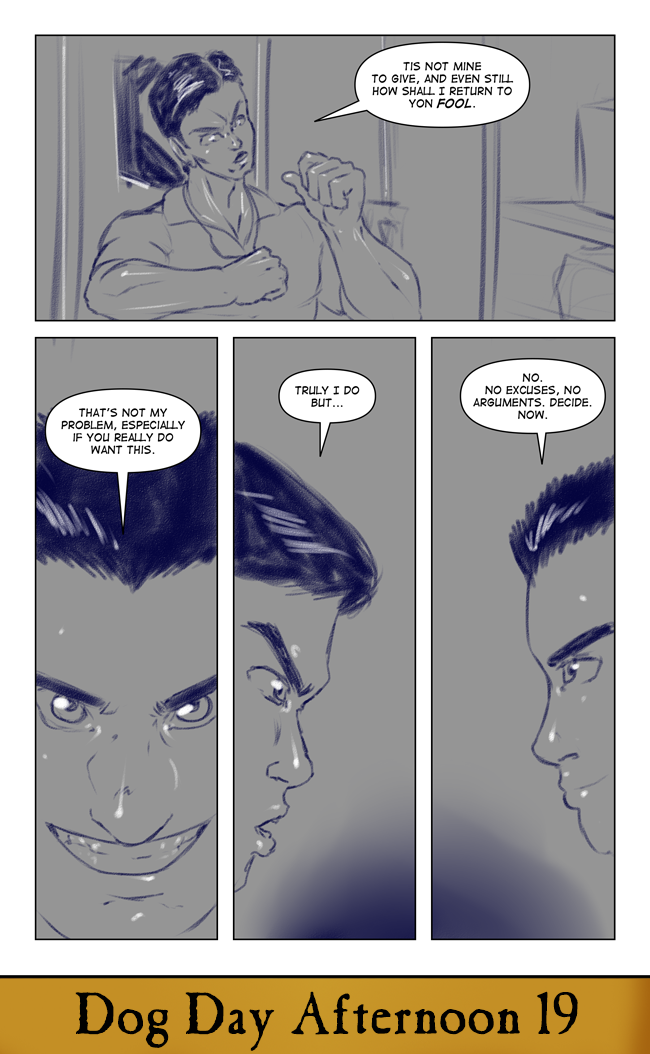 TIS NOT MINE
TO GIVE, AND EVEN STILL
HOW SHALL I RETURN TO
YON FOOL.
THAT'S NOT MY
PROBLEM, ESPECIALLY
IF YOU REALLY DO
WANT THIS.
TRULY I DO
BUT...
NO.
NO EXCUSES, NO
ARGUMENTS. DECIDE.
NOW.
Dog Day Afternoon 19